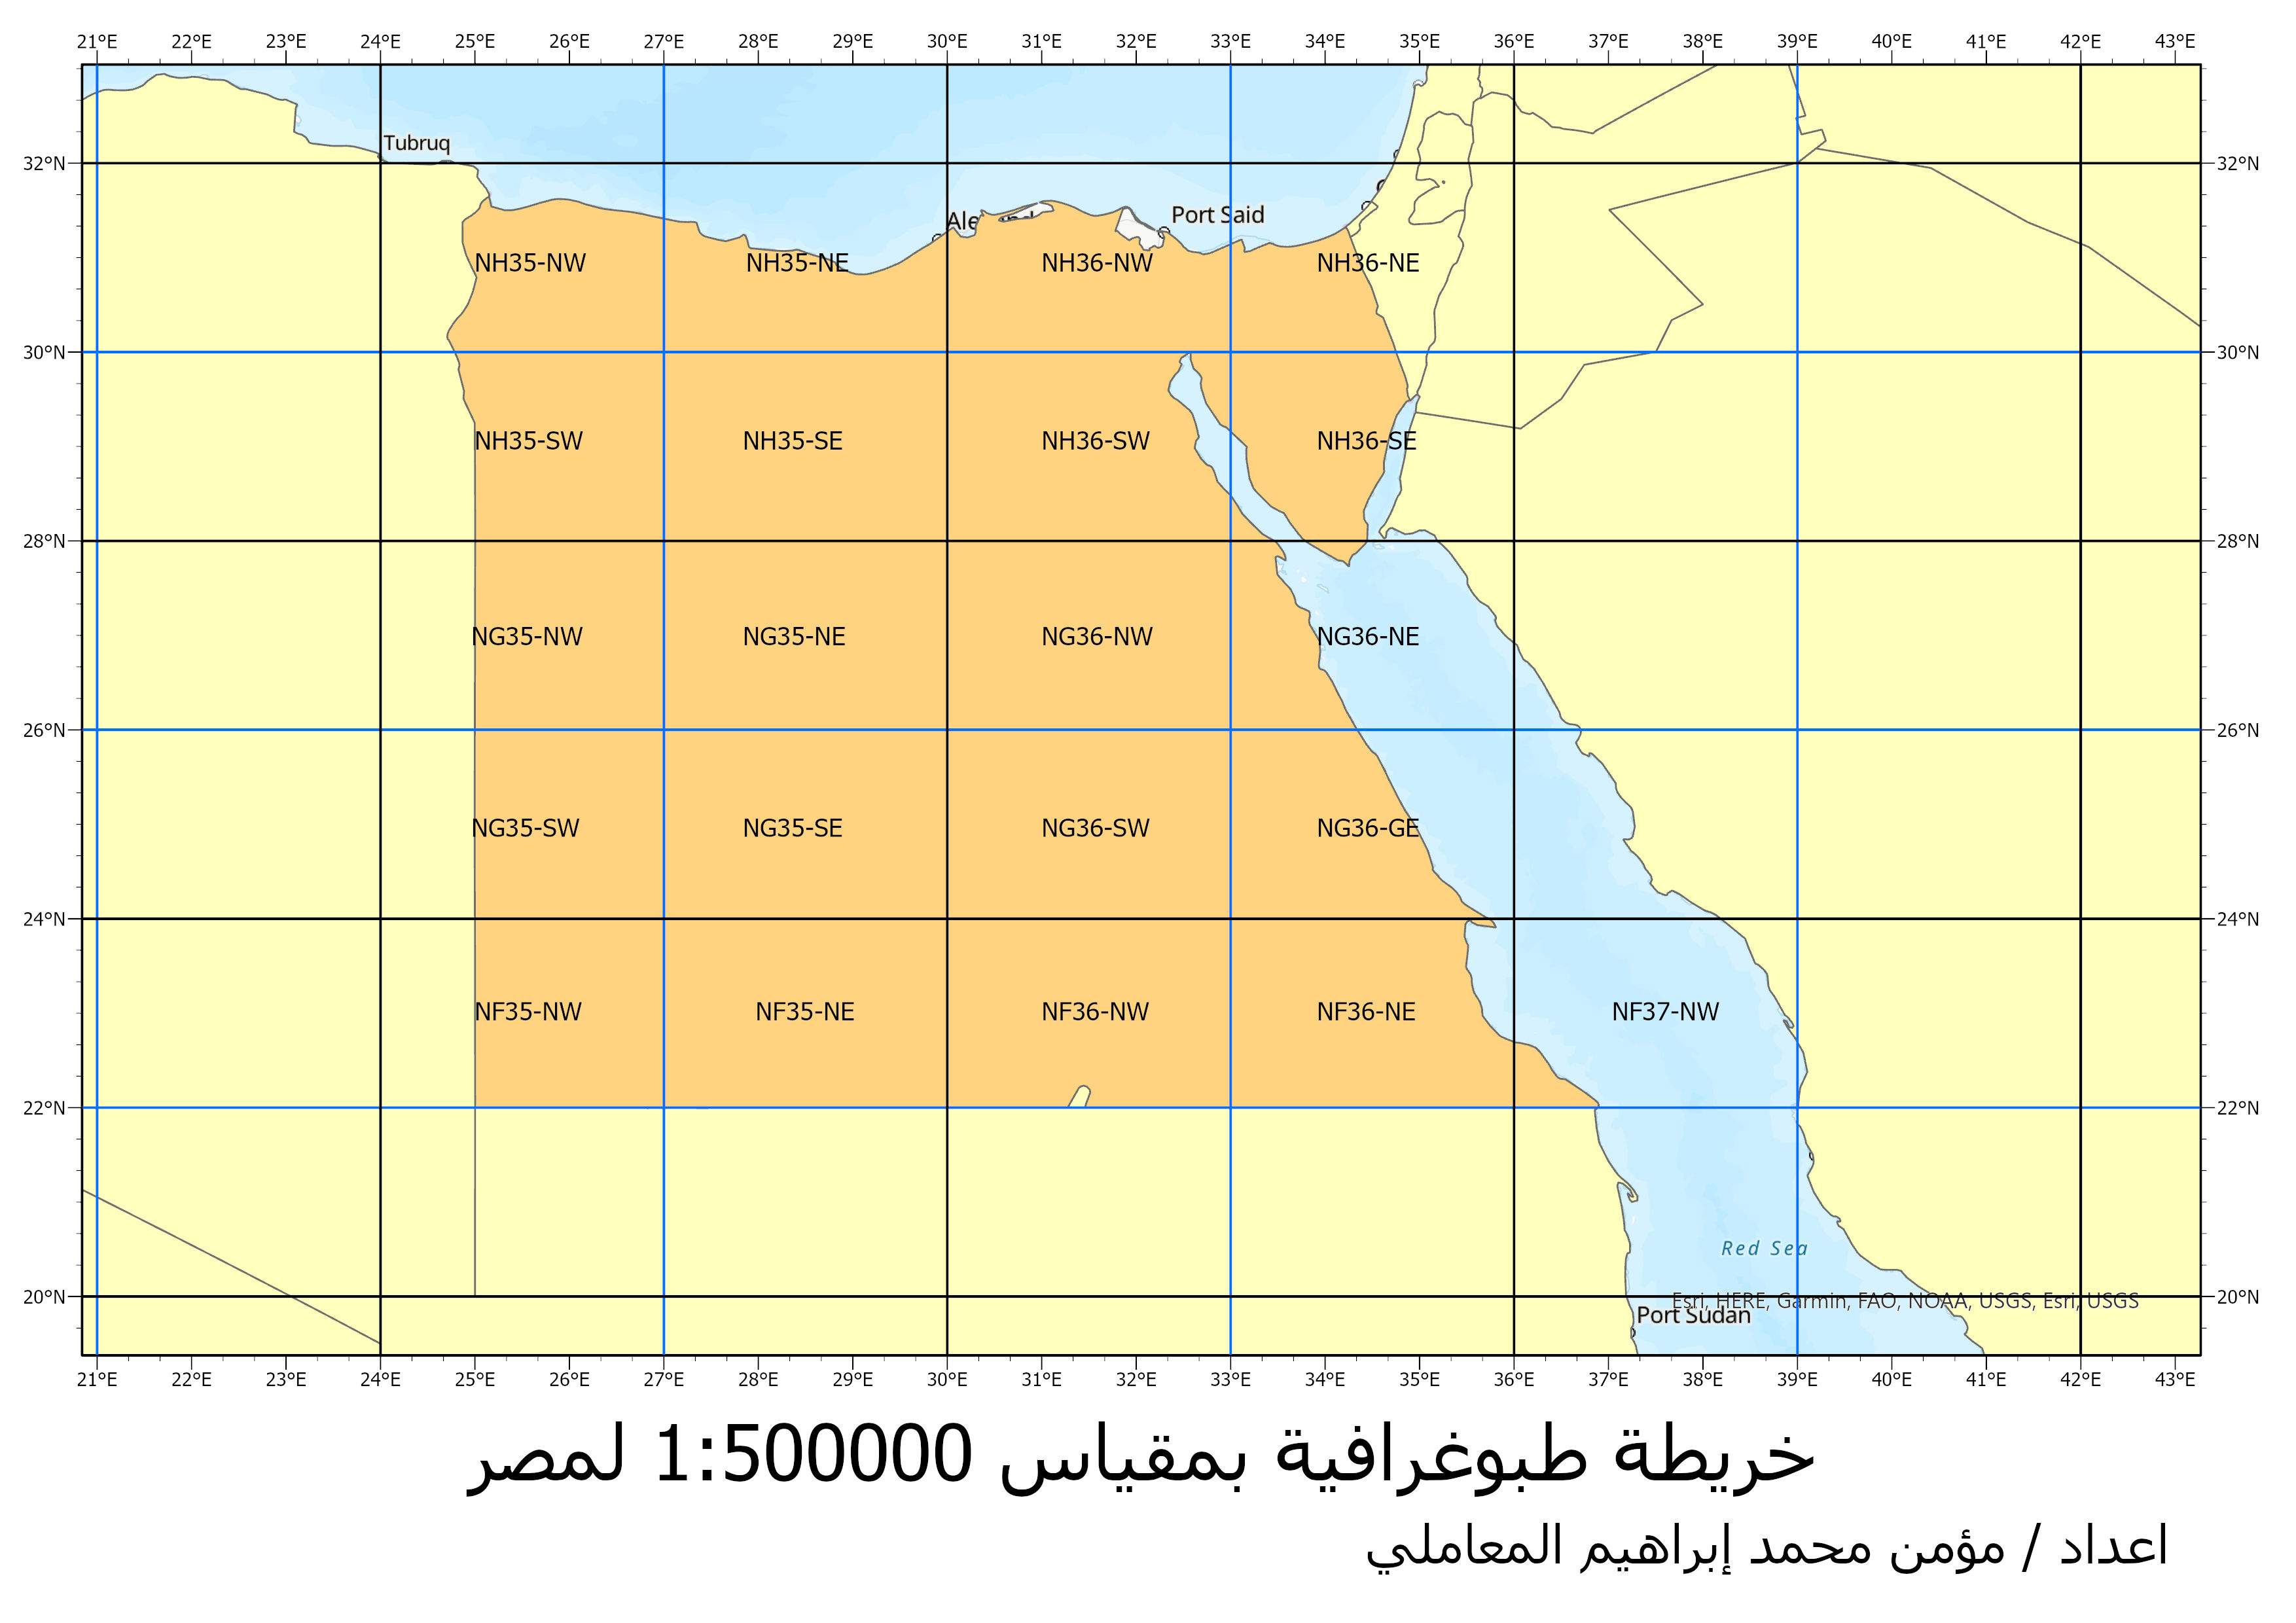 21°E 22°E 23°E 24°E 25°E 26°E 27°E 28°E 29°E 30°E 31°E 32°E 33°E 34°E 35°E 36°E 37°E 38°E 39°E 40°E 41°E 42°E 43°E
Tubruq
32°N 32°N
Port Said
NH35-NW NH35-NE NH36-NW NH36-NE
30°N 30°N
NH35-SW NH35-SE NH36-SW NH36-SE
28°N 28°N
NG35-NW NG35-NE NG36-NW NG36-NE
26°N 26°N
NG35-SW NG35-SE NG36-SW NG36-GE
24°N 24°N
NF35-NW NF35-NE NF36-NW NF36-NE NF37-NW
22°N 22°N
Red Sea
20°N 20°N
Esri, HERE, Garmin, FAO, NOAA, USGS, Esri, USGS
Port Sudan
21°E 22°E 23°E 24°E 25°E 26°E 27°E 28°E 29°E 30°E 31°E 32°E 33°E 34°E 35°E 36°E 37°E 38°E 39°E 40°E 41°E 42°E 43°E
خريطة طبوغرافية بمقياس 1:500000 لمصر
اعداد / مؤمن محمد إبراهيم المعاملي